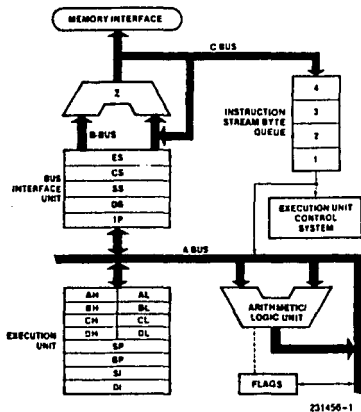 MEMORY INTERFACE
C BUS
Σ
B-BUS
4
3
2
1
INSTRUCTION
STREAM BYTE
QUEUE
BUS
INTERFACE
UNIT
ES
CS
SS
DS
IP
EXECUTION UNIT
CONTROL
SYSTEM
A BUS
AH AL
BH BL
CH CL
DH DL
SP
BP
SI
DI
EXECUTION
UNIT
ARITHMETIC/
LOGIC UNIT
FLAGS
231456-1